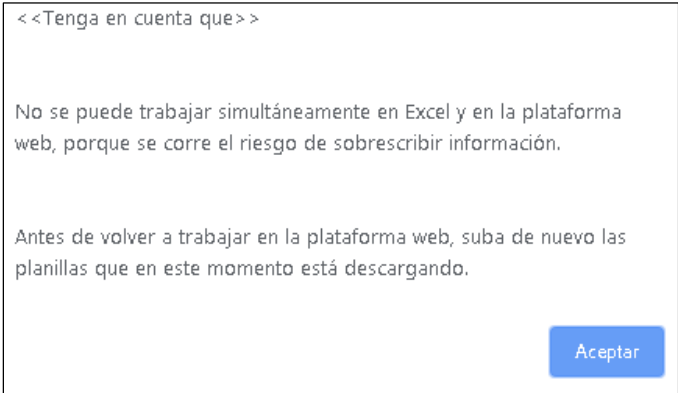 <<Tenga en cuenta que>>
No se puede trabajar simultáneamente en Excel y en la plataforma
web, porque se corre el riesgo de sobrescribir información.
Antes de volver a trabajar en la plataforma web, suba de nuevo las
planillas que en este momento está descargando.
Aceptar